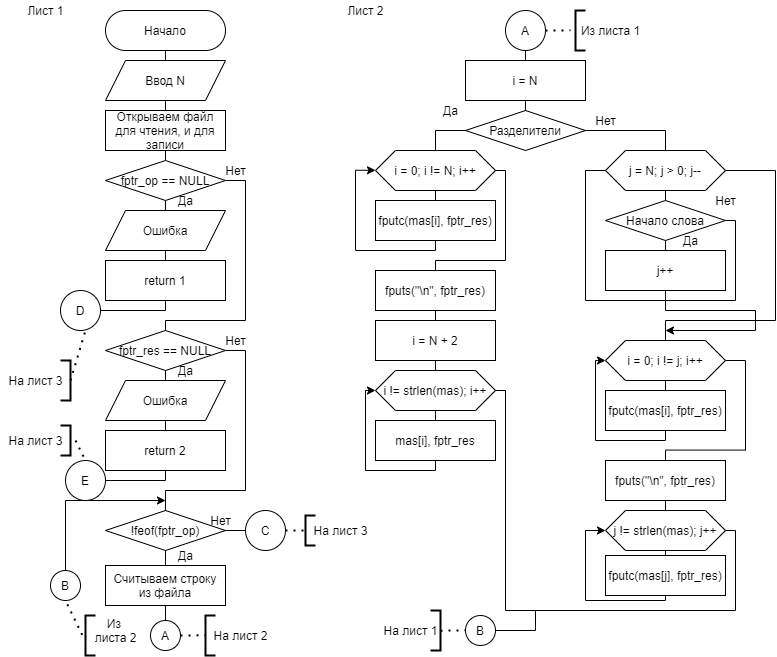 Лист 1
Начало
Ввод N
Открываем файл
для чтения, и для
записи
fptr_op == NULL
Нет
Да
Ошибка
return 1
D
На лист 3
fptr_res == NULL
Нет
Да
Ошибка
return 2
На лист 3
E
!feof(fptr_op)
Нет
C
На лист 3
Да
Считываем строку
из файла
B
Из
листа 2
A
На лист 2
Лист 2
A
Из листа 1
i = N
Разделители
Да
Нет
i = 0; i != N; i++
fputc(mas[i], fptr_res)
fputs("\n", fptr_res)
i = N + 2
i != strlen(mas); i++
mas[i], fptr_res
j = N; j > 0; j--
Начало слова
Нет
Да
j++
i = 0; i != j; i++
fputc(mas[i], fptr_res)
fputs("\n", fptr_res)
j != strlen(mas); j++
fputc(mas[j], fptr_res)
На лист 1
B